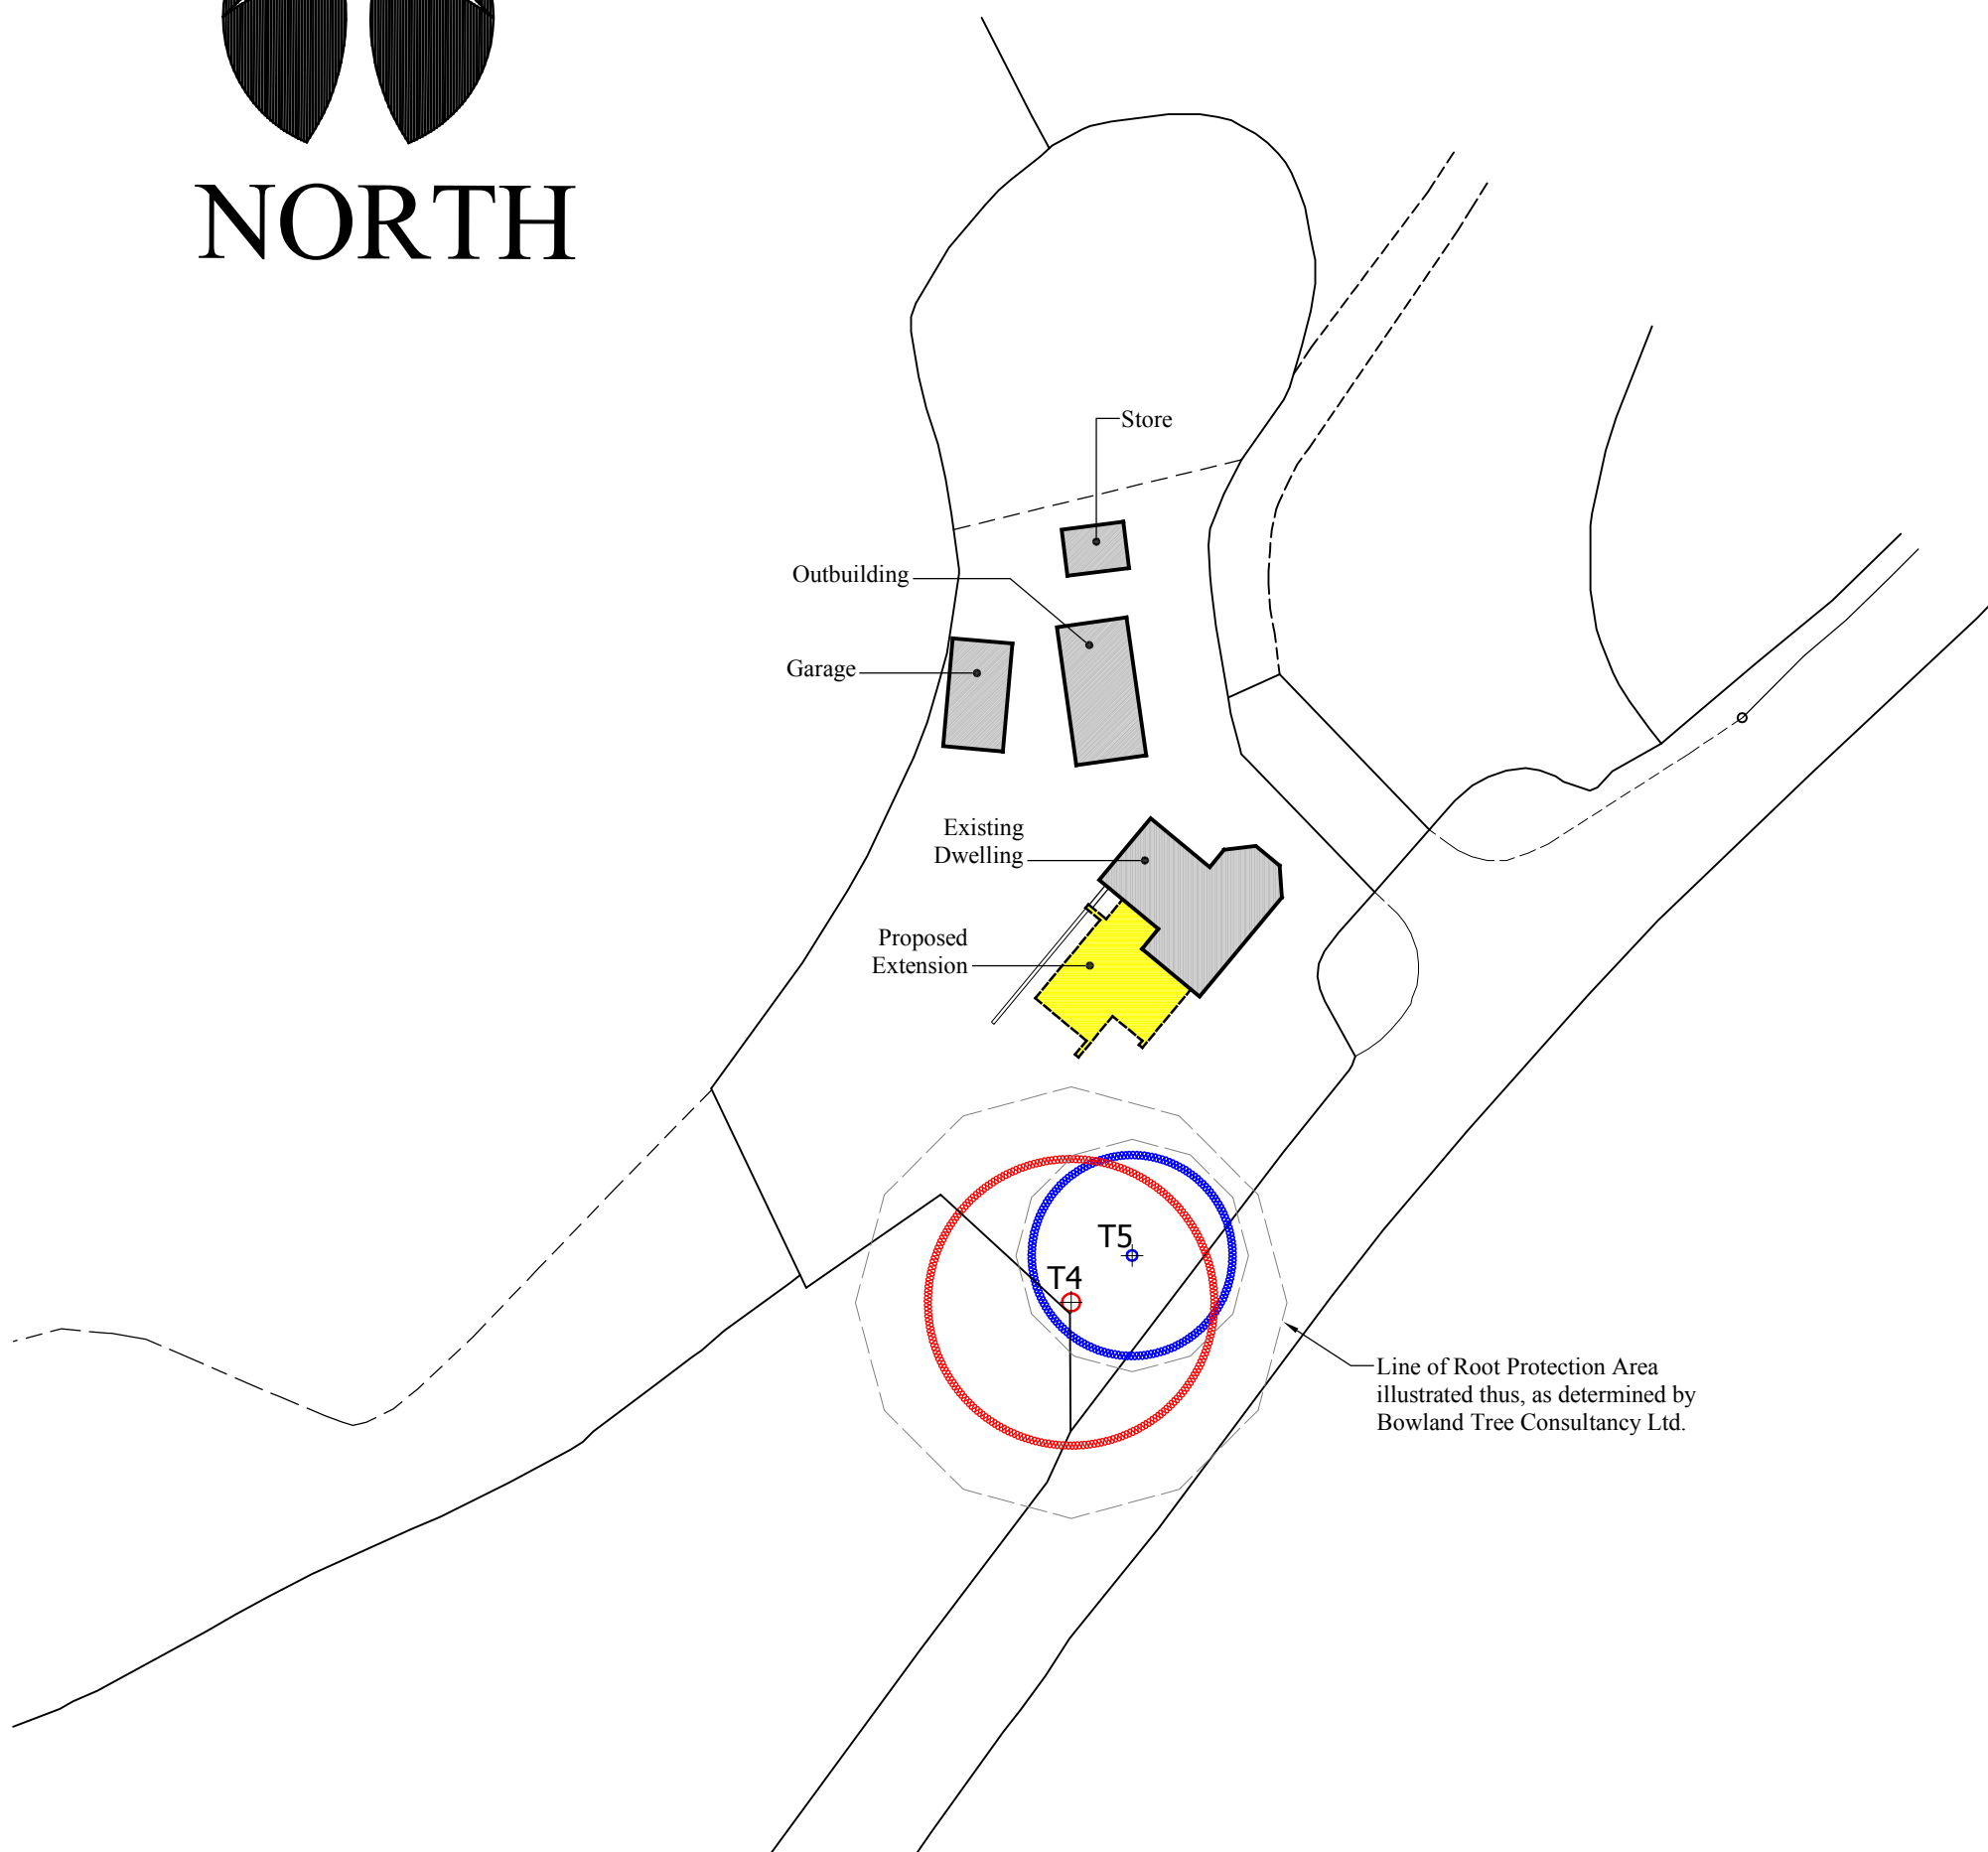 NORTH
Store
Outbuilding
Garage
Existing
Dwelling
Proposed
Extension
T5
T4
Line of Root Protection Area
illustrated thus, as determined by
Bowland Tree Consultancy Ltd.